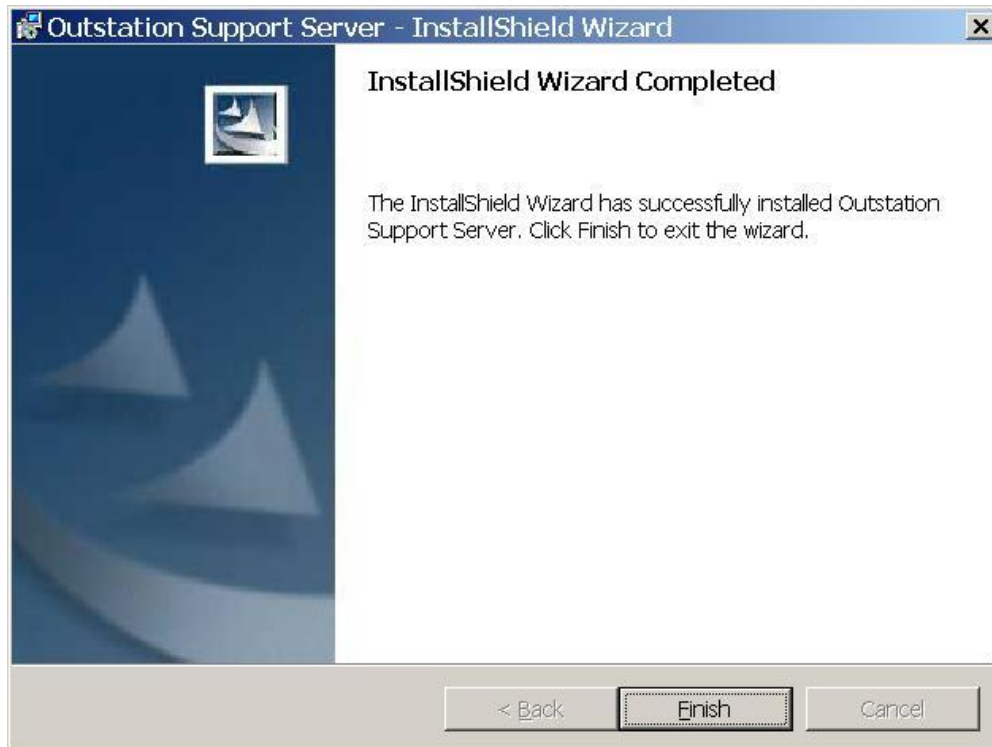 Outstation Support Server - InstallShield Wizard
InstallShield Wizard Completed
The InstallShield Wizard has successfully installed Outstation
Support Server. Click Finish to exit the wizard.
< Back
Finish
Cancel